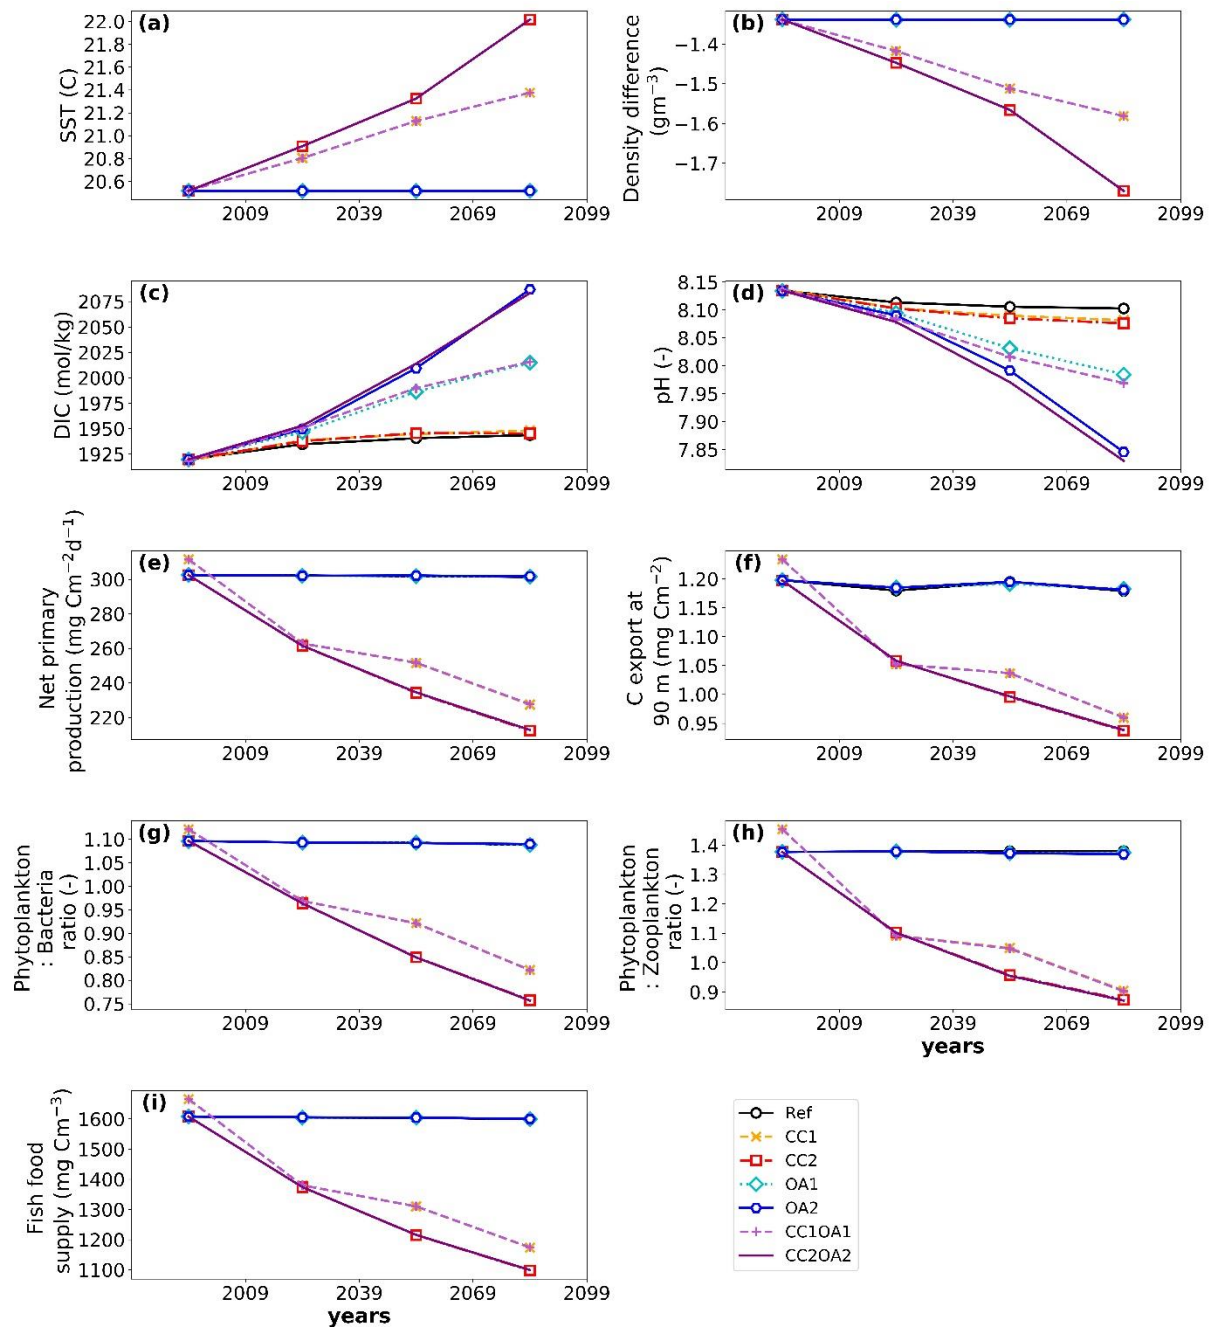 (a)
SST (C)
22.0
21.8
21.6
21.4
21.2
21.0
20.8
20.6
2009 2039 2069 2099
(b)
Density difference
(gm⁻³)
−1.4
−1.5
−1.6
−1.7
2009 2039 2069 2099
(c)
DIC (mol/kg)
2075
2050
2025
2000
1975
1950
1925
2009 2039 2069 2099
(d)
pH (-)
8.15
8.10
8.05
8.00
7.95
7.90
7.85
2009 2039 2069 2099
(e)
Net primary
production (mg Cm⁻²d⁻¹)
300
280
260
240
220
2009 2039 2069 2099
(f)
C export at
90 m (mg Cm⁻²)
1.20
1.15
1.10
1.05
1.00
0.95
2009 2039 2069 2099
(g)
Phytoplankton
: Bacteria
ratio (-)
1.10
1.05
1.00
0.95
0.90
0.85
0.80
0.75
2009 2039 2069 2099
(h)
Phytoplankton
: Zooplankton
ratio (-)
1.4
1.3
1.2
1.1
1.0
0.9
2009 2039 2069 2099
years
(i)
Fish food
supply (mg Cm⁻³)
1600
1500
1400
1300
1200
1100
2009 2039 2069 2099
years
Ref
CC1
CC2
OA1
OA2
CC1OA1
CC2OA2